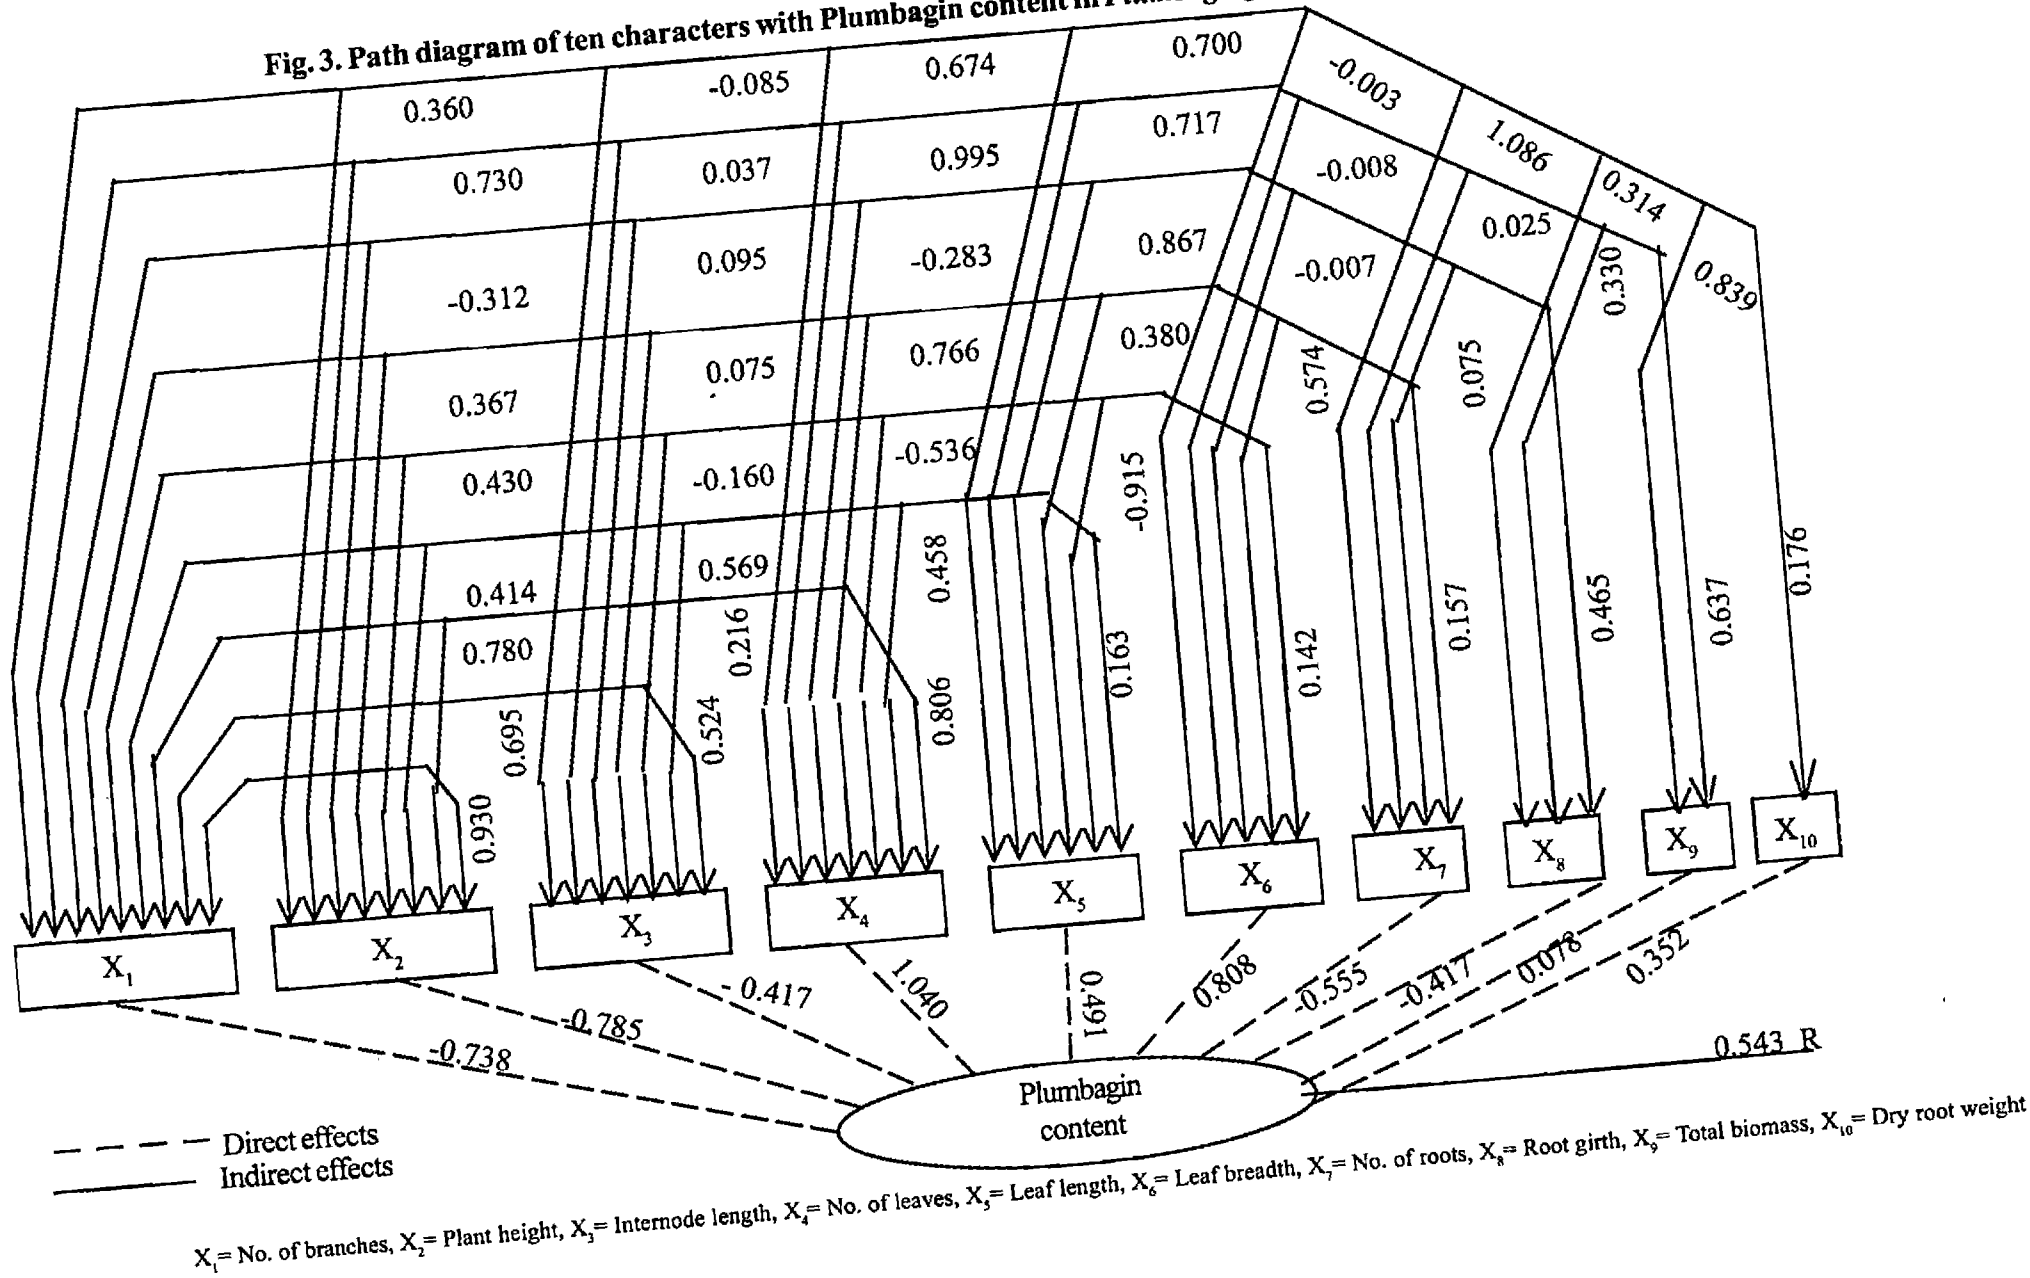 Fig. 3. Path diagram of ten characters with Plumbagin content in
0.360 -0.085 0.674 0.700 -0.003 1.086 0.314 0.839
0.730 0.037 0.995 0.717 -0.008 0.025 0.330
-0.312 0.095 -0.283 0.867 -0.007 0.075
0.367 0.075 0.766 0.380 0.574
0.430 -0.160 -0.536 -0.915
0.414 0.569 0.458
0.780 0.216
0.695
0.930 0.524 0.806 0.163 0.142 0.157 0.465 0.637 0.176
X₁ X₂ X₃ X₄ X₅ X₆ X₇ X₈ X₉ X₁₀
-0.738 -0.785 - 0.417 1.040 0.491 0.808 -0.555 -0.417 0.078 0.352
0.543 R
Plumbagin
content
Direct effects
Indirect effects
X₁= No. of branches, X₂= Plant height, X₃= Internode length, X₄= No. of leaves, X₅= Leaf length, X₆= Leaf breadth, X₇= No. of roots, X₈= Root girth, X₉= Total biomass, X₁₀= Dry root weight